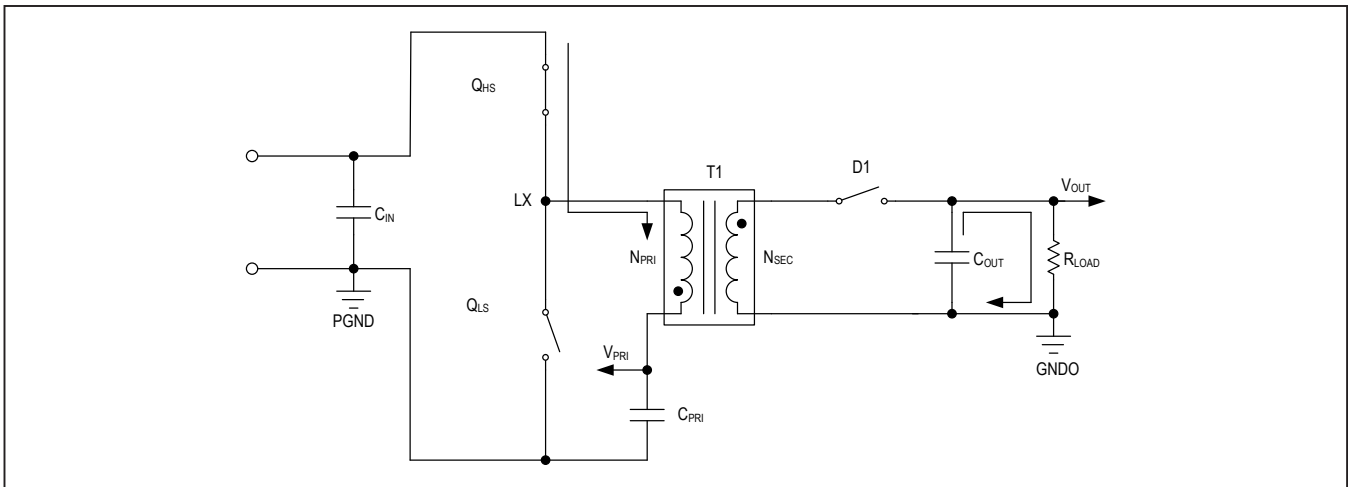 QHS
D1
T1
VOUT
LX
CIN
NPRI
NSEC
COUT
RLOAD
QLS
PGND
VPRI
GNDO
CPRI